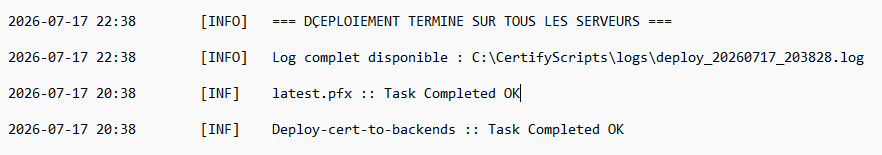 2026-07-17 22:38 [INFO] === DÇEPLOIEMENT TERMINE SUR TOUS LES SERVEURS ===
2026-07-17 22:38 [INFO] Log complet disponible : C:\CertifyScripts\logs\deploy_20260717_203828.log
2026-07-17 20:38 [INF] latest.pfx :: Task Completed OK
2026-07-17 20:38 [INF] Deploy-cert-to-backends :: Task Completed OK